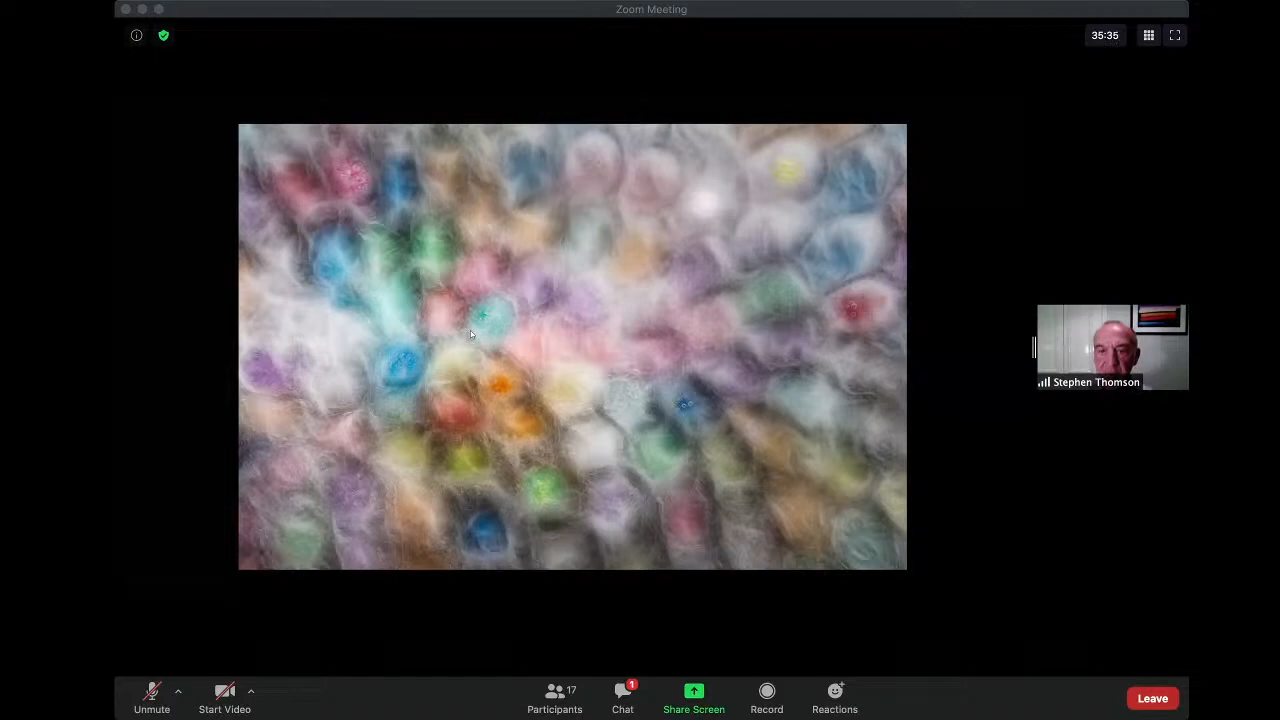 Zoom Meeting
35:35
Stephen Thomson
17
1
Unmute
Start Video
Participants
Chat
Share Screen
Record
Reactions
Leave